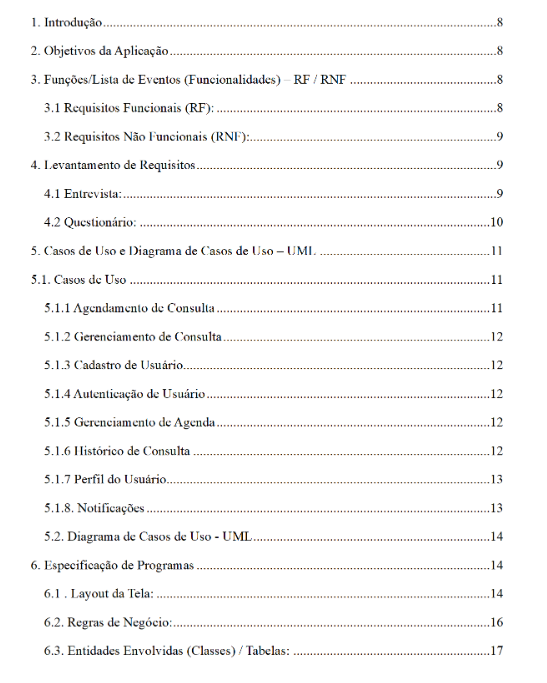 1. Introdução.....8
2. Objetivos da Aplicação.....8
3. Funções/Lista de Eventos (Funcionalidades) – RF / RNF .....8
3.1 Requisitos Funcionais (RF): .....8
3.2 Requisitos Não Funcionais (RNF):.....9
4. Levantamento de Requisitos.....9
4.1 Entrevista:.....9
4.2 Questionário: .....10
5. Casos de Uso e Diagrama de Casos de Uso – UML .....11
5.1. Casos de Uso .....11
5.1.1 Agendamento de Consulta.....11
5.1.2 Gerenciamento de Consulta.....12
5.1.3 Cadastro de Usuário.....12
5.1.4 Autenticação de Usuário.....12
5.1.5 Gerenciamento de Agenda.....12
5.1.6 Histórico de Consulta .....12
5.1.7 Perfil do Usuário.....13
5.1.8. Notificações.....13
5.2. Diagrama de Casos de Uso - UML.....14
6. Especificação de Programas .....14
6.1 . Layout da Tela: .....14
6.2. Regras de Negócio:.....16
6.3. Entidades Envolvidas (Classes) / Tabelas: .....17